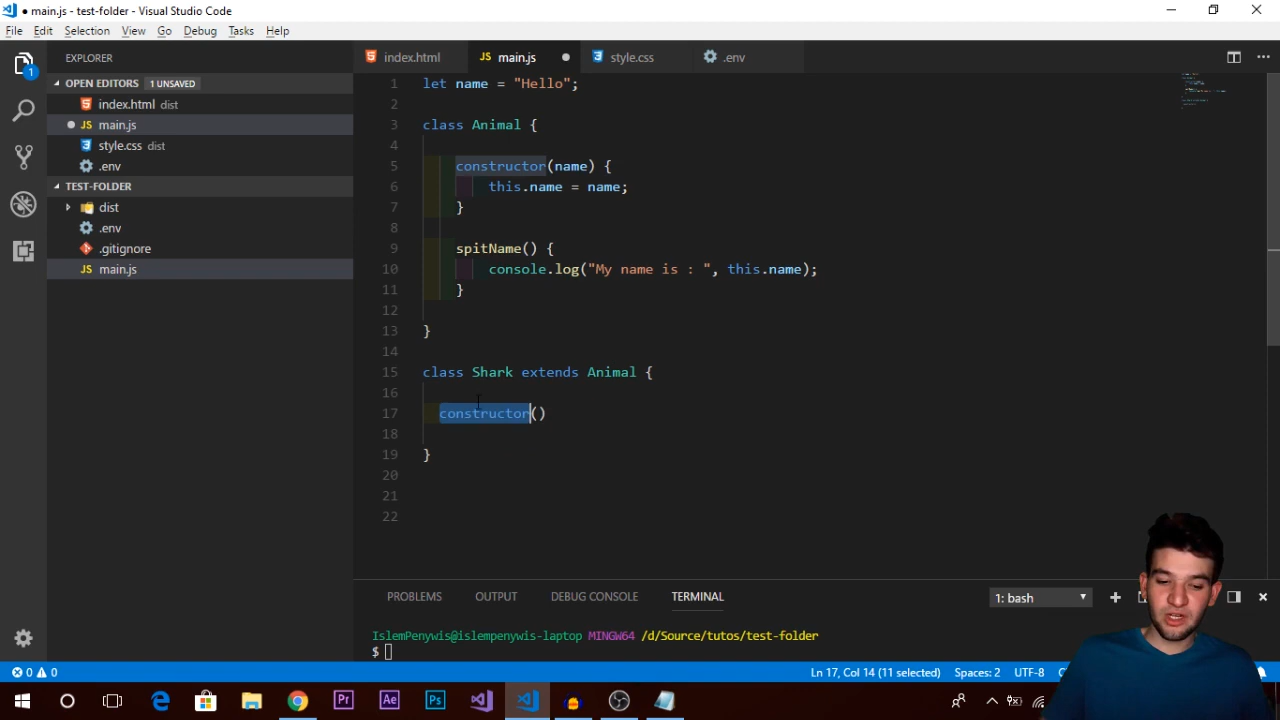 ● main.js - test-folder - Visual Studio Code
File Edit Selection View Go Debug Tasks Help
EXPLORER
index.html
JS main.js ●
style.css
.env
OPEN EDITORS 1 UNSAVED
index.html dist
● JS main.js
style.css dist
.env
TEST-FOLDER
dist
.env
.gitignore
JS main.js
1 let name = "Hello";
2
3 class Animal {
4
5 constructor(name) {
6 this.name = name;
7 }
8
9 spitName() {
10 console.log("My name is : ", this.name);
11 }
12
13 }
14
15 class Shark extends Animal {
16
17 constructor()
18
19 }
20
21
22
PROBLEMS OUTPUT DEBUG CONSOLE TERMINAL 1: bash
IslemPenywis@islempenywis-laptop MINGW64 /d/Source/tutos/test-folder
$
0 0 Ln 17, Col 14 (11 selected) Spaces: 2 UTF-8
Pr Ae Ps